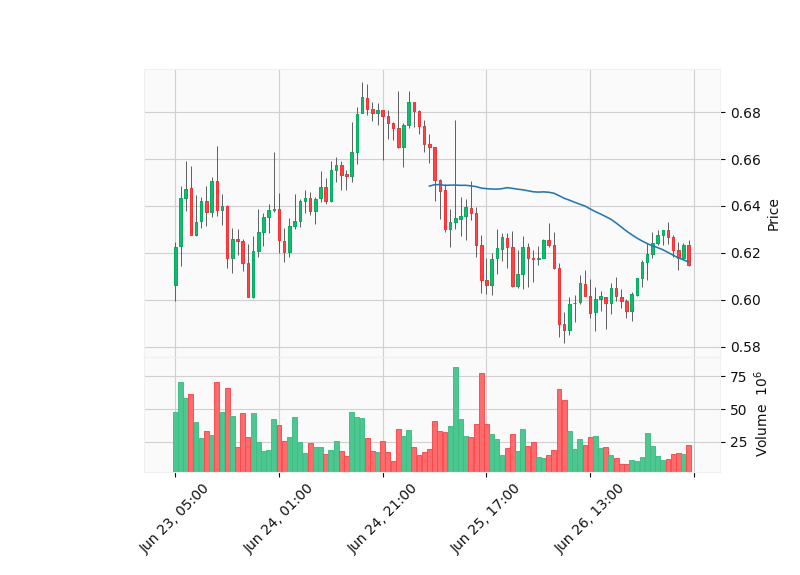 0.68
0.66
0.64
0.62
0.60
0.58
Price
75
50
25
Volume 10^6
Jun 23, 05:00
Jun 24, 01:00
Jun 24, 21:00
Jun 25, 17:00
Jun 26, 13:00